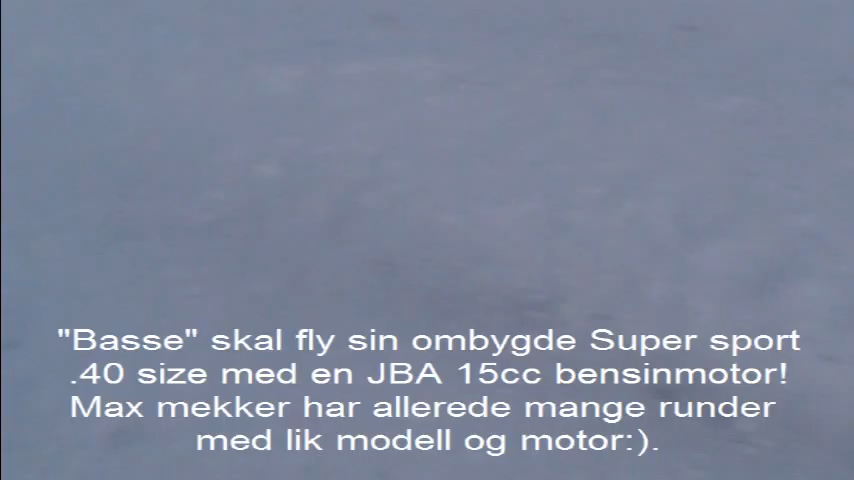 "Basse" skal fly sin ombygde Super sport
.40 size med en JBA 15cc bensinmotor!
Max mekker har allerede mange runder
med lik modell og motor:).